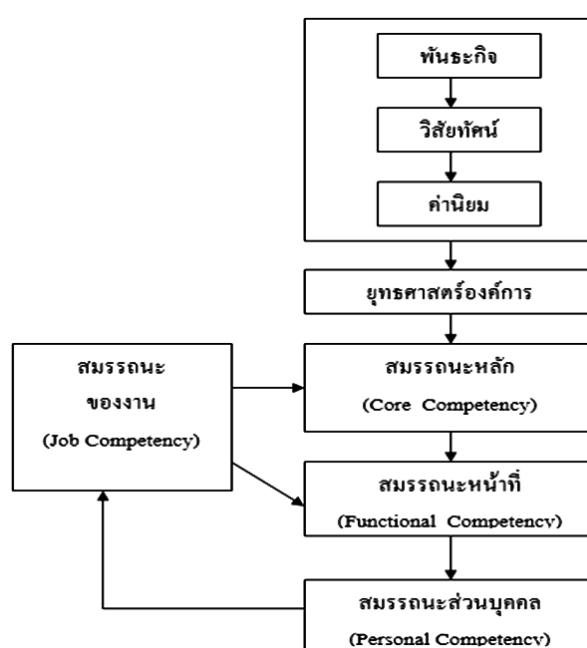 พันธะกิจ
วิสัยทัศน์
ค่านิยม
ยุทธศาสตร์องค์การ
สมรรถนะ
ของงาน
(Job Competency)
สมรรถนะหลัก
(Core Competency)
สมรรถนะหน้าที่
(Functional Competency)
สมรรถนะส่วนบุคคล
(Personal Competency)